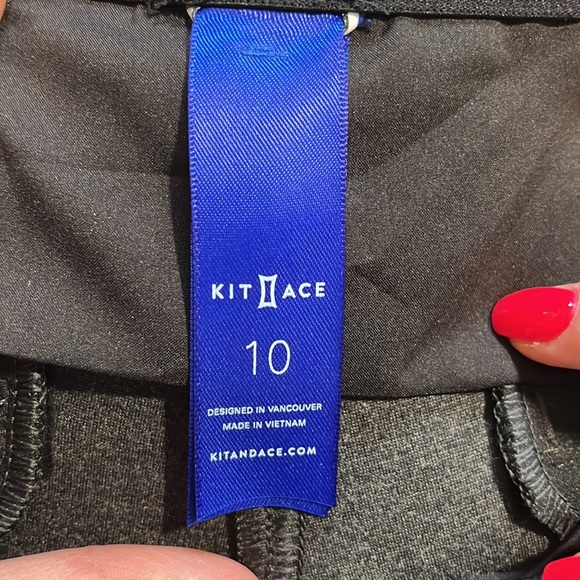 KIT ACE
10
DESIGNED IN VANCOUVER
MADE IN VIETNAM
KITANDACE.COM